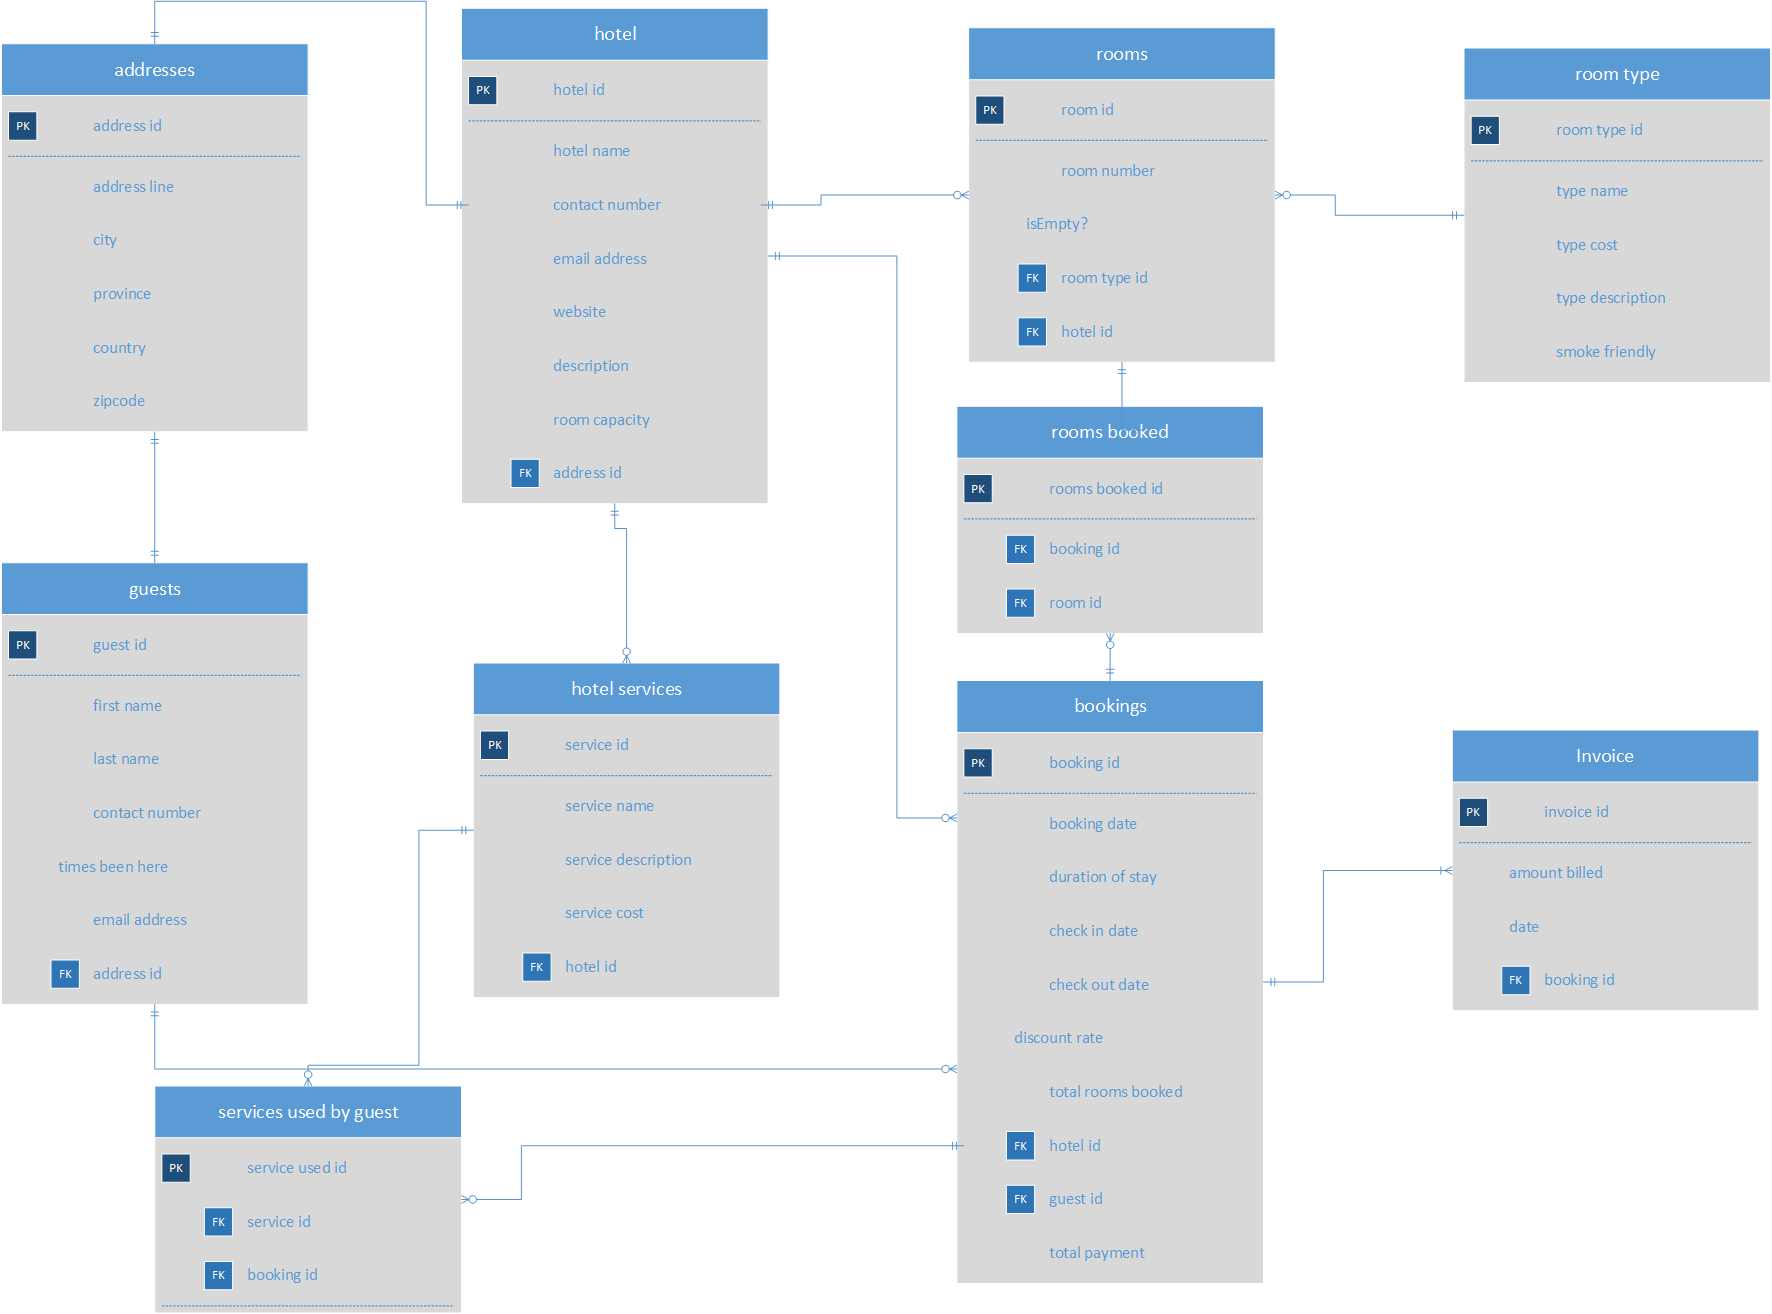 addresses
PK address id
address line
city
province
country
zipcode
hotel
PK hotel id
hotel name
contact number
email address
website
description
room capacity
FK address id
rooms
PK room id
room number
isEmpty?
FK room type id
FK hotel id
room type
PK room type id
type name
type cost
type description
smoke friendly
rooms booked
PK rooms booked id
FK booking id
FK room id
guests
PK guest id
first name
last name
contact number
times been here
email address
FK address id
hotel services
PK service id
service name
service description
service cost
FK hotel id
bookings
PK booking id
booking date
duration of stay
check in date
check out date
discount rate
total rooms booked
FK hotel id
FK guest id
total payment
Invoice
PK invoice id
amount billed
date
FK booking id
services used by guest
PK service used id
FK service id
FK booking id